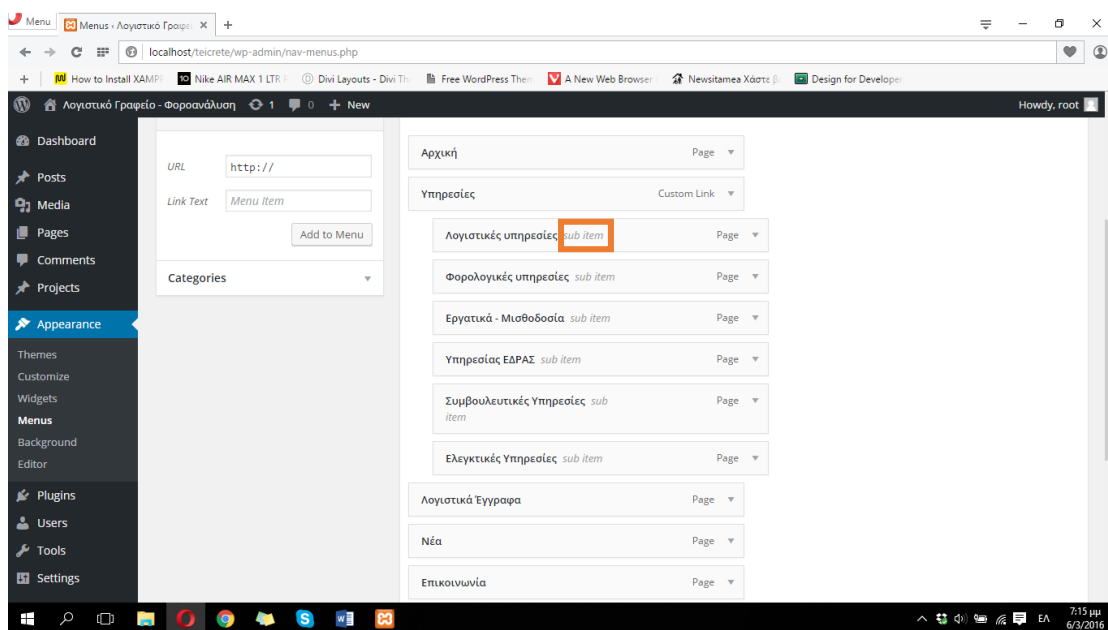 Menu
Menus ‹ Λογιστικό Γραφεί
localhost/teicrete/wp-admin/nav-menus.php
How to Install XAMPP
Nike AIR MAX 1 LTR
Divi Layouts - Divi Th
Free WordPress Them
A New Web Browser
Newsitamea Χάστε β
Design for Developer
Λογιστικό Γραφείο - Φοροανάλυση 1 0 + New
Howdy, root
Dashboard
Posts
Media
Pages
Comments
Projects
Appearance
Themes
Customize
Widgets
Menus
Background
Editor
Plugins
Users
Tools
Settings
URL http://
Link Text Menu Item
Add to Menu
Categories
Αρχική Page
Υπηρεσίες Custom Link
Λογιστικές υπηρεσίες sub item Page
Φορολογικές υπηρεσίες sub item Page
Εργατικά - Μισθοδοσία sub item Page
Υπηρεσίας ΕΔΡΑΣ sub item Page
Συμβουλευτικές Υπηρεσίες sub Page
item
Ελεγκτικές Υπηρεσίες sub item Page
Λογιστικά Έγγραφα Page
Νέα Page
Επικοινωνία Page
ΕΛ
7:15 μμ
6/3/2016